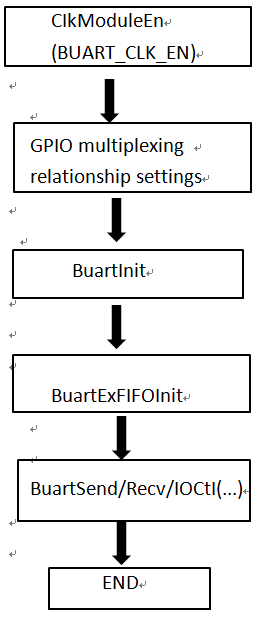 ClkModuleEn
(BUART_CLK_EN)
GPIO multiplexing
relationship settings
BuartInit
BuartExFIFOInit
BuartSend/Recv/IOCtl(...)
END